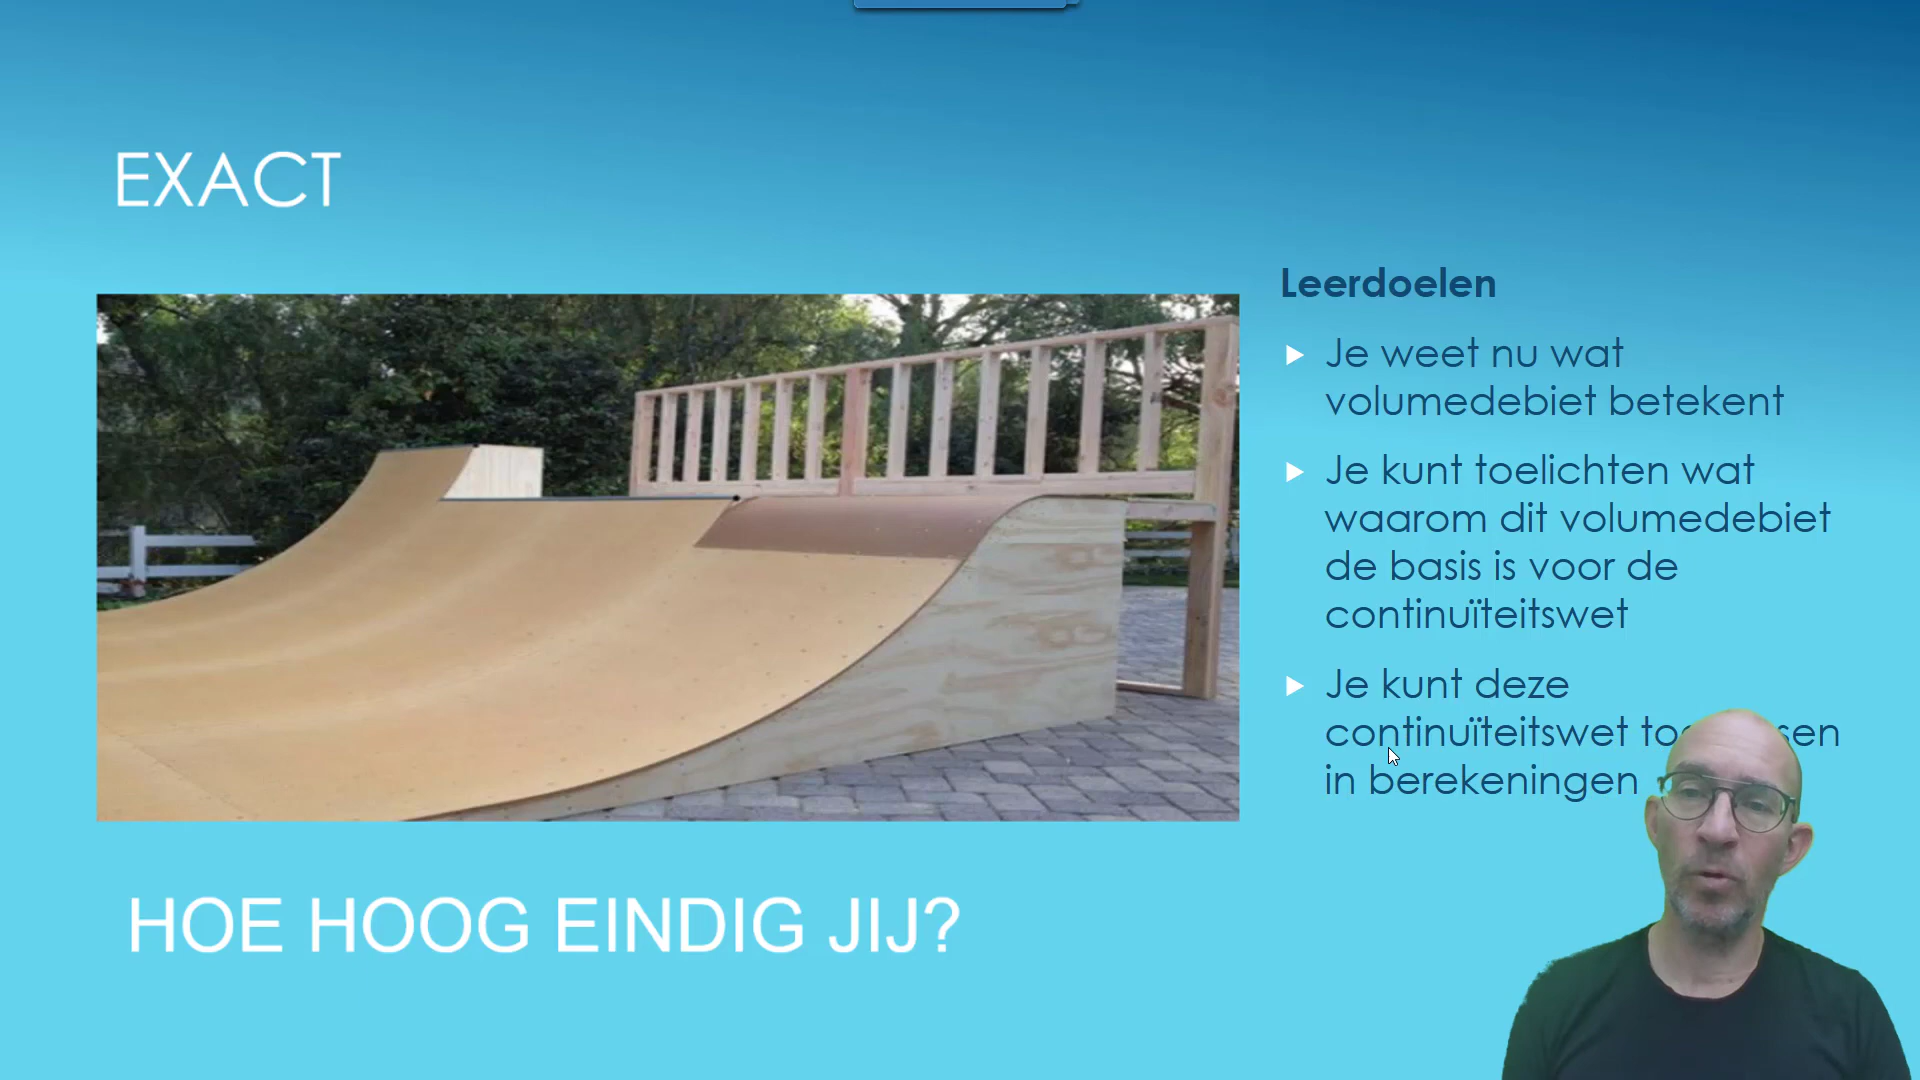 EXACT
Leerdoelen
Je weet nu wat
volumedebiet betekent
Je kunt toelichten wat
waarom dit volumedebiet
de basis is voor de
continuïteitswet
Je kunt deze
continuïteitswet
in berekeningen
HOE HOOG EINDIG JIJ?